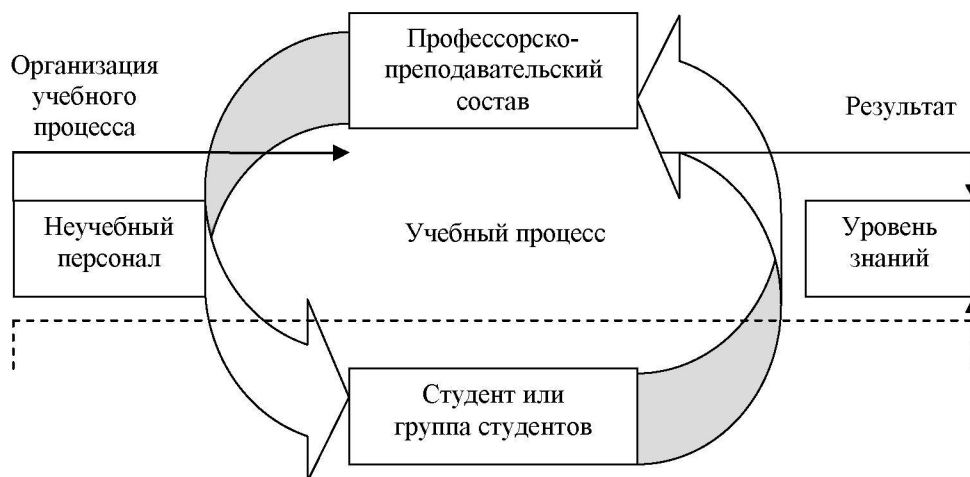 Профессорско-
преподавательский
состав
Организация
учебного
процесса
Результат
Неучебный
персонал
Учебный процесс
Уровень
знаний
Студент или
группа студентов